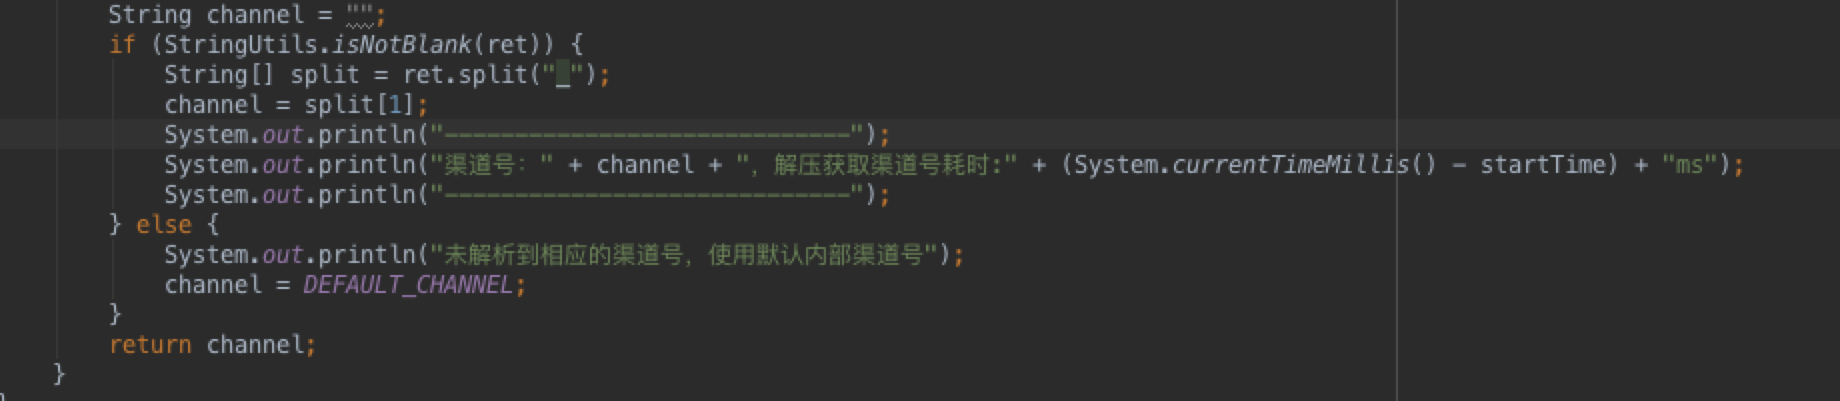 String channel = "";
if (StringUtils.isNotBlank(ret)) {
String[] split = ret.split("_");
channel = split[1];
System.out.println("-----------------------------");
System.out.println("渠道号：" + channel + "，解压获取渠道号耗时:" + (System.currentTimeMillis() - startTime) + "ms");
System.out.println("-----------------------------");
} else {
System.out.println("未解析到相应的渠道号，使用默认内部渠道号");
channel = DEFAULT_CHANNEL;
}
return channel;
}